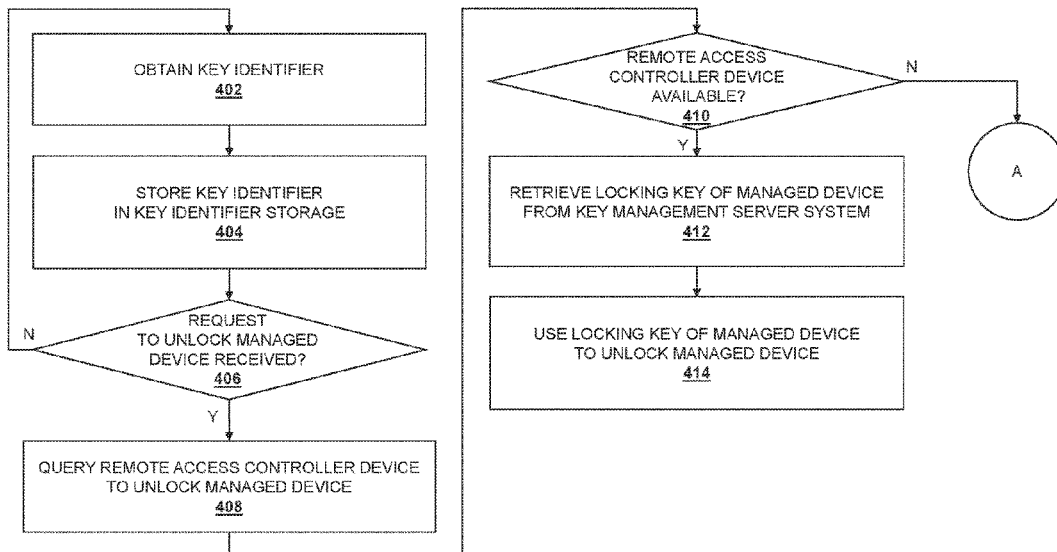 OBTAIN KEY IDENTIFIER
402
STORE KEY IDENTIFIER
IN KEY IDENTIFIER STORAGE
404
N
REQUEST
TO UNLOCK MANAGED
DEVICE RECEIVED?
406
Y
QUERY REMOTE ACCESS CONTROLLER DEVICE
TO UNLOCK MANAGED DEVICE
408
REMOTE ACCESS
CONTROLLER DEVICE
AVAILABLE?
410
N
A
Y
RETRIEVE LOCKING KEY OF MANAGED DEVICE
FROM KEY MANAGEMENT SERVER SYSTEM
412
USE LOCKING KEY OF MANAGED DEVICE
TO UNLOCK MANAGED DEVICE
414